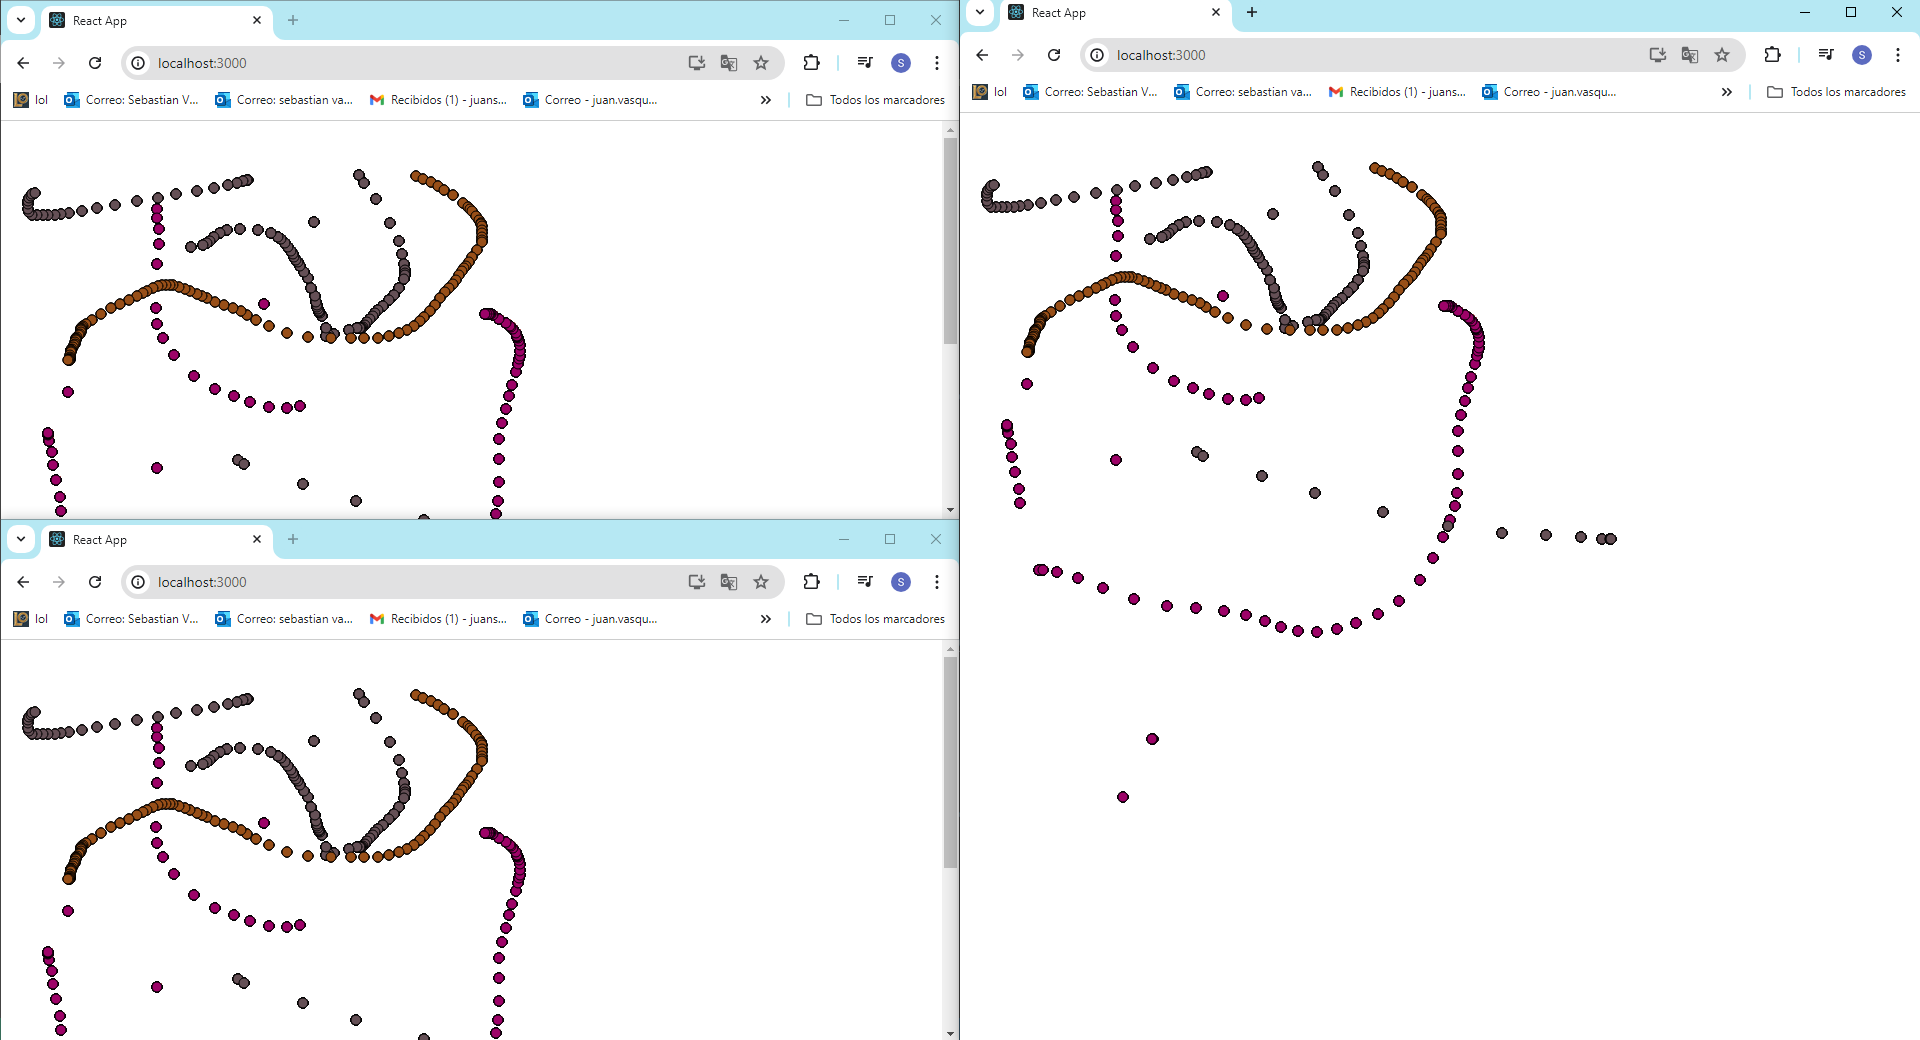 React App
localhost:3000
lol Correo: Sebastian V... Correo: sebastian va... Recibidos (1) - juans... Correo - juan.vasqu... » Todos los marcadores
S
React App
localhost:3000
lol Correo: Sebastian V... Correo: sebastian va... Recibidos (1) - juans... Correo - juan.vasqu... » Todos los marcadores
S
React App
localhost:3000
lol Correo: Sebastian V... Correo: sebastian va... Recibidos (1) - juans... Correo - juan.vasqu... » Todos los marcadores
S